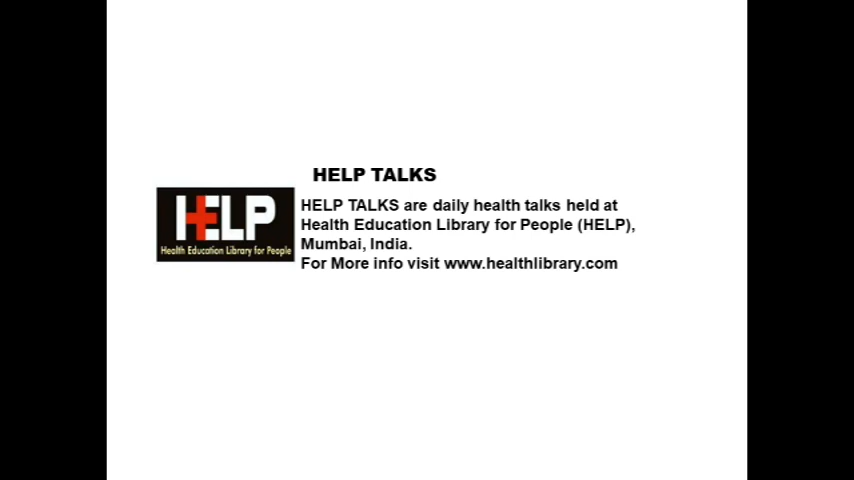 HELP TALKS
HELP
Health Education Library for People
HELP TALKS are daily health talks held at
Health Education Library for People (HELP),
Mumbai, India.
For More info visit www.healthlibrary.com